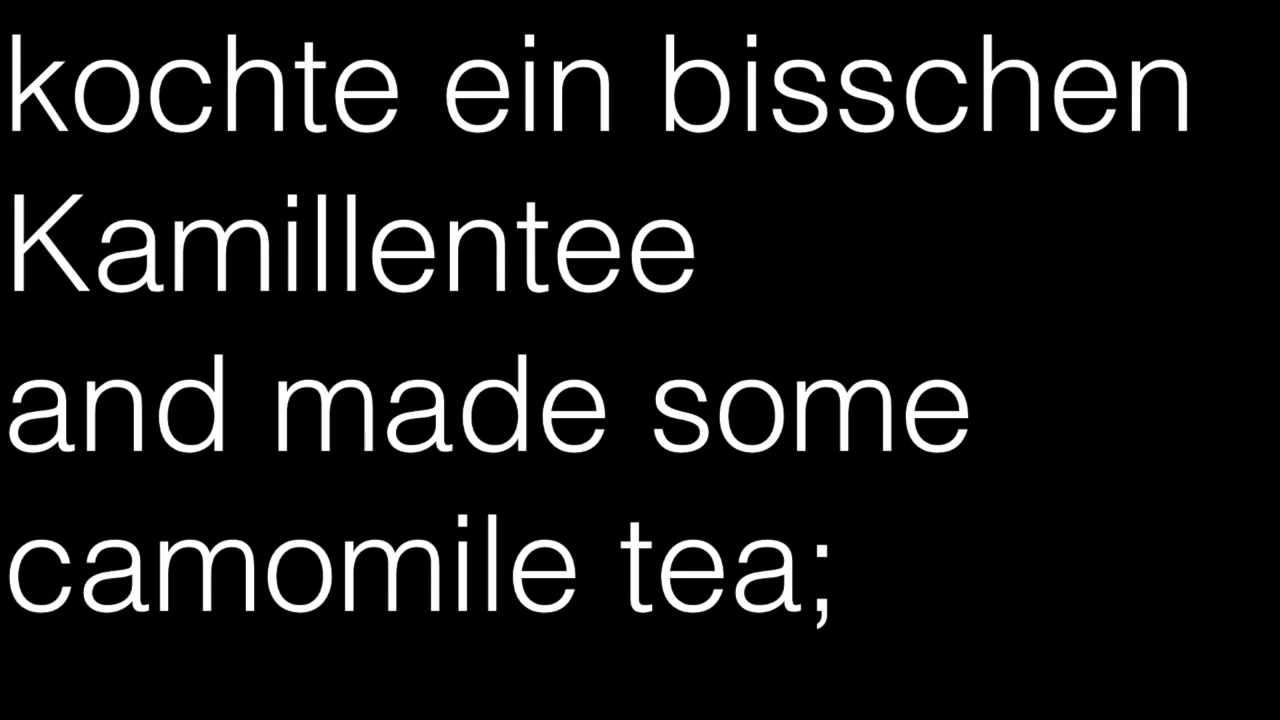 kochte ein bisschen
Kamillentee
and made some
camomile tea;